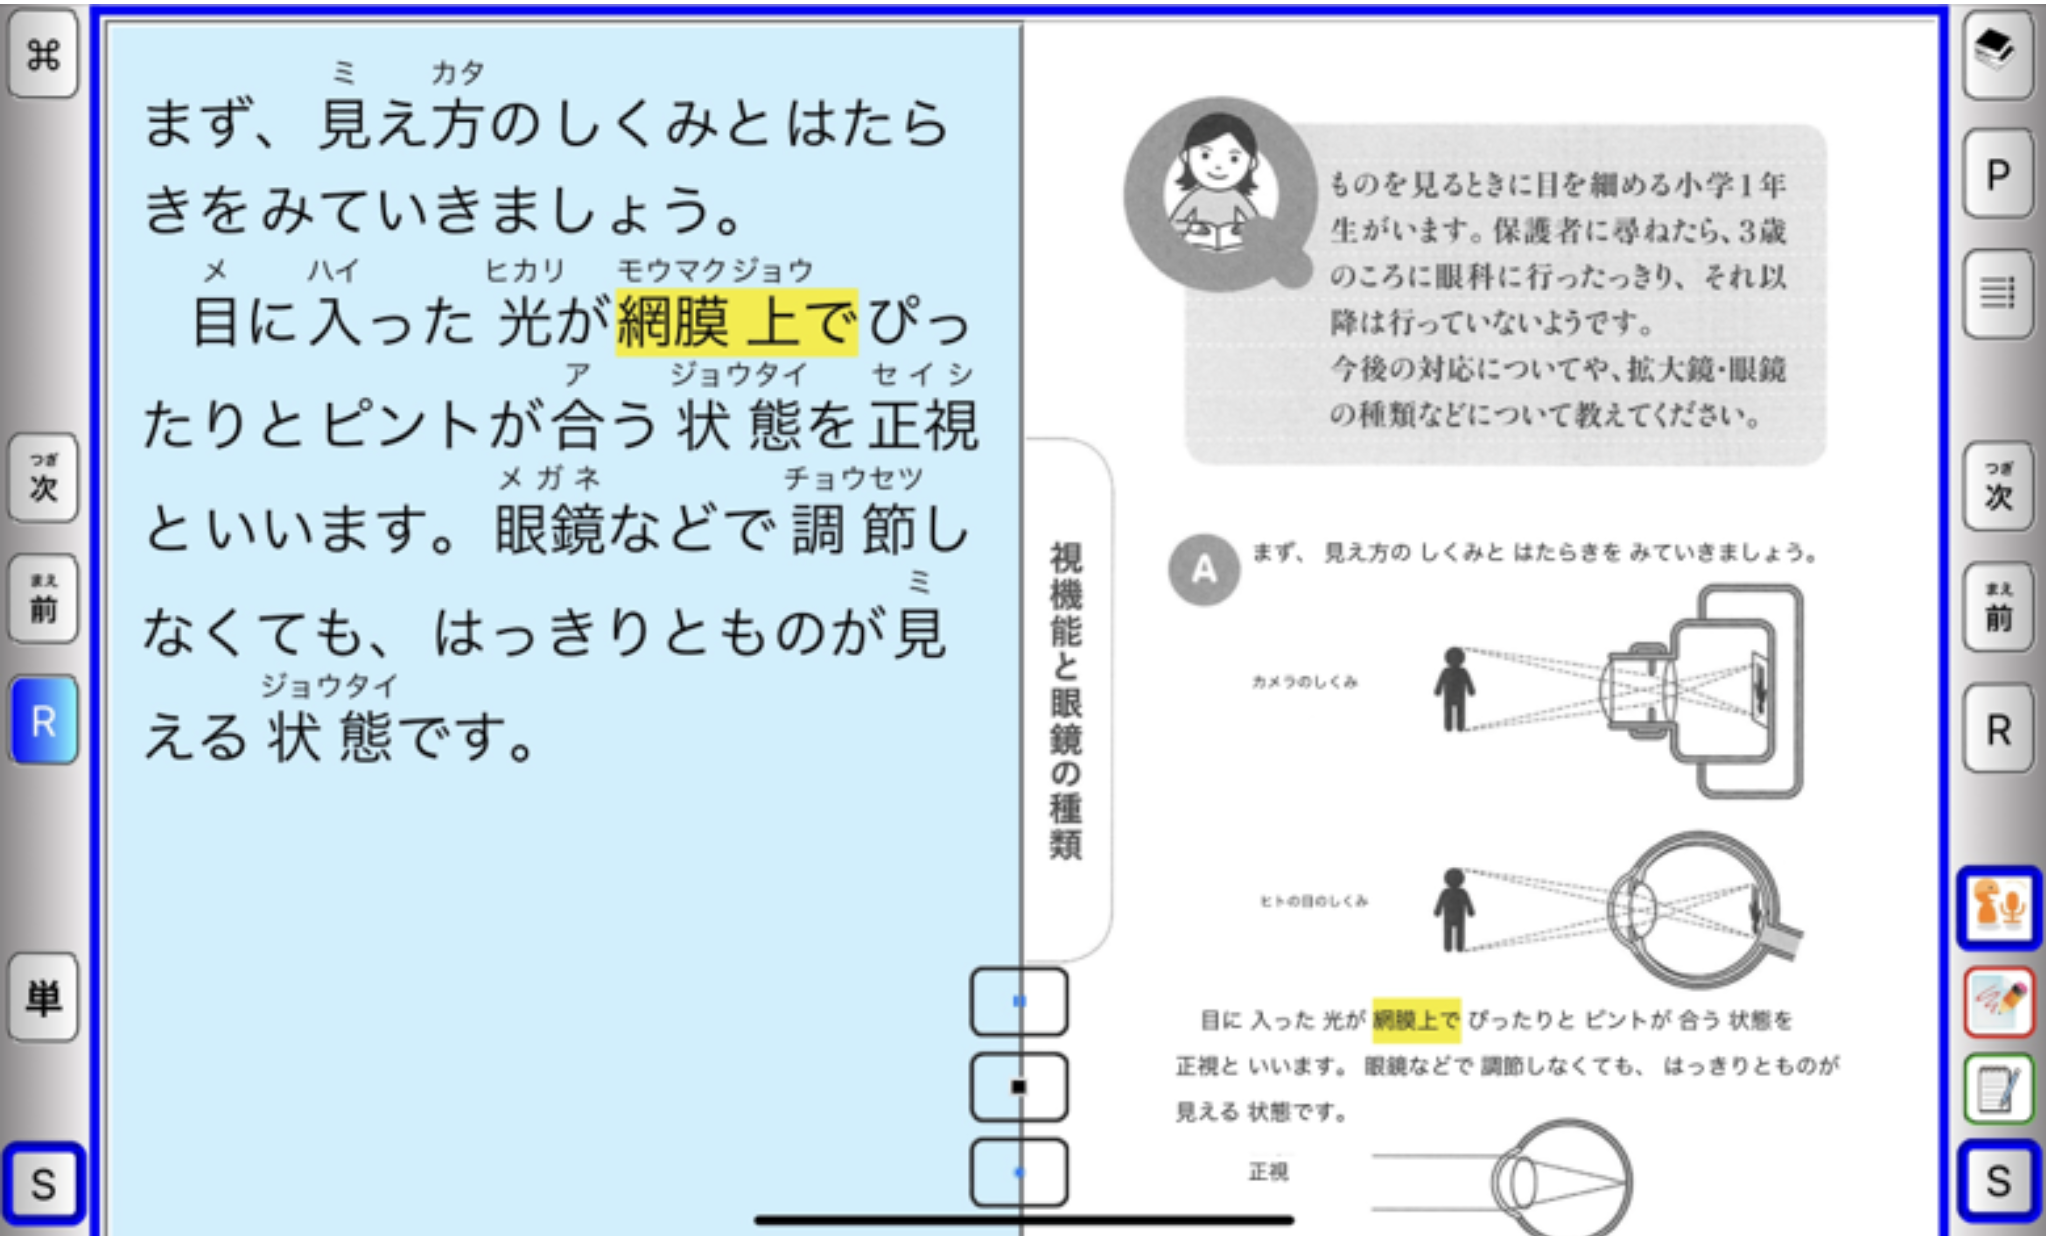 ⌘
つぎ
次
まえ
前
R
単
S
ミ カタ
まず、見え方のしくみとはたら
きをみていきましょう。
メ ハイ ヒカリ モウマクジョウ
目に入った光が網膜上でぴっ
ア ジョウタイ セイシ
たりとピントが合う状態を正視
メガネ チョウセツ
といいます。眼鏡などで調節し
ミ
なくても、はっきりとものが見
ジョウタイ
える状態です。
視機能と眼鏡の種類
Q
ものを見るときに目を細める小学1年
生がいます。保護者に尋ねたら、3歳
のころに眼科に行ったっきり、それ以
降は行っていないようです。
今後の対応についてや、拡大鏡・眼鏡
の種類などについて教えてください。
A
まず、 見え方の しくみと はたらきを みていきましょう。
カメラのしくみ
ヒトの目のしくみ
目に 入った 光が 網膜上で ぴったりと ピントが 合う 状態を
正視と いいます。 眼鏡などで 調節しなくても、 はっきりとものが
見える 状態です。
正視
P
つぎ
次
まえ
前
R
S